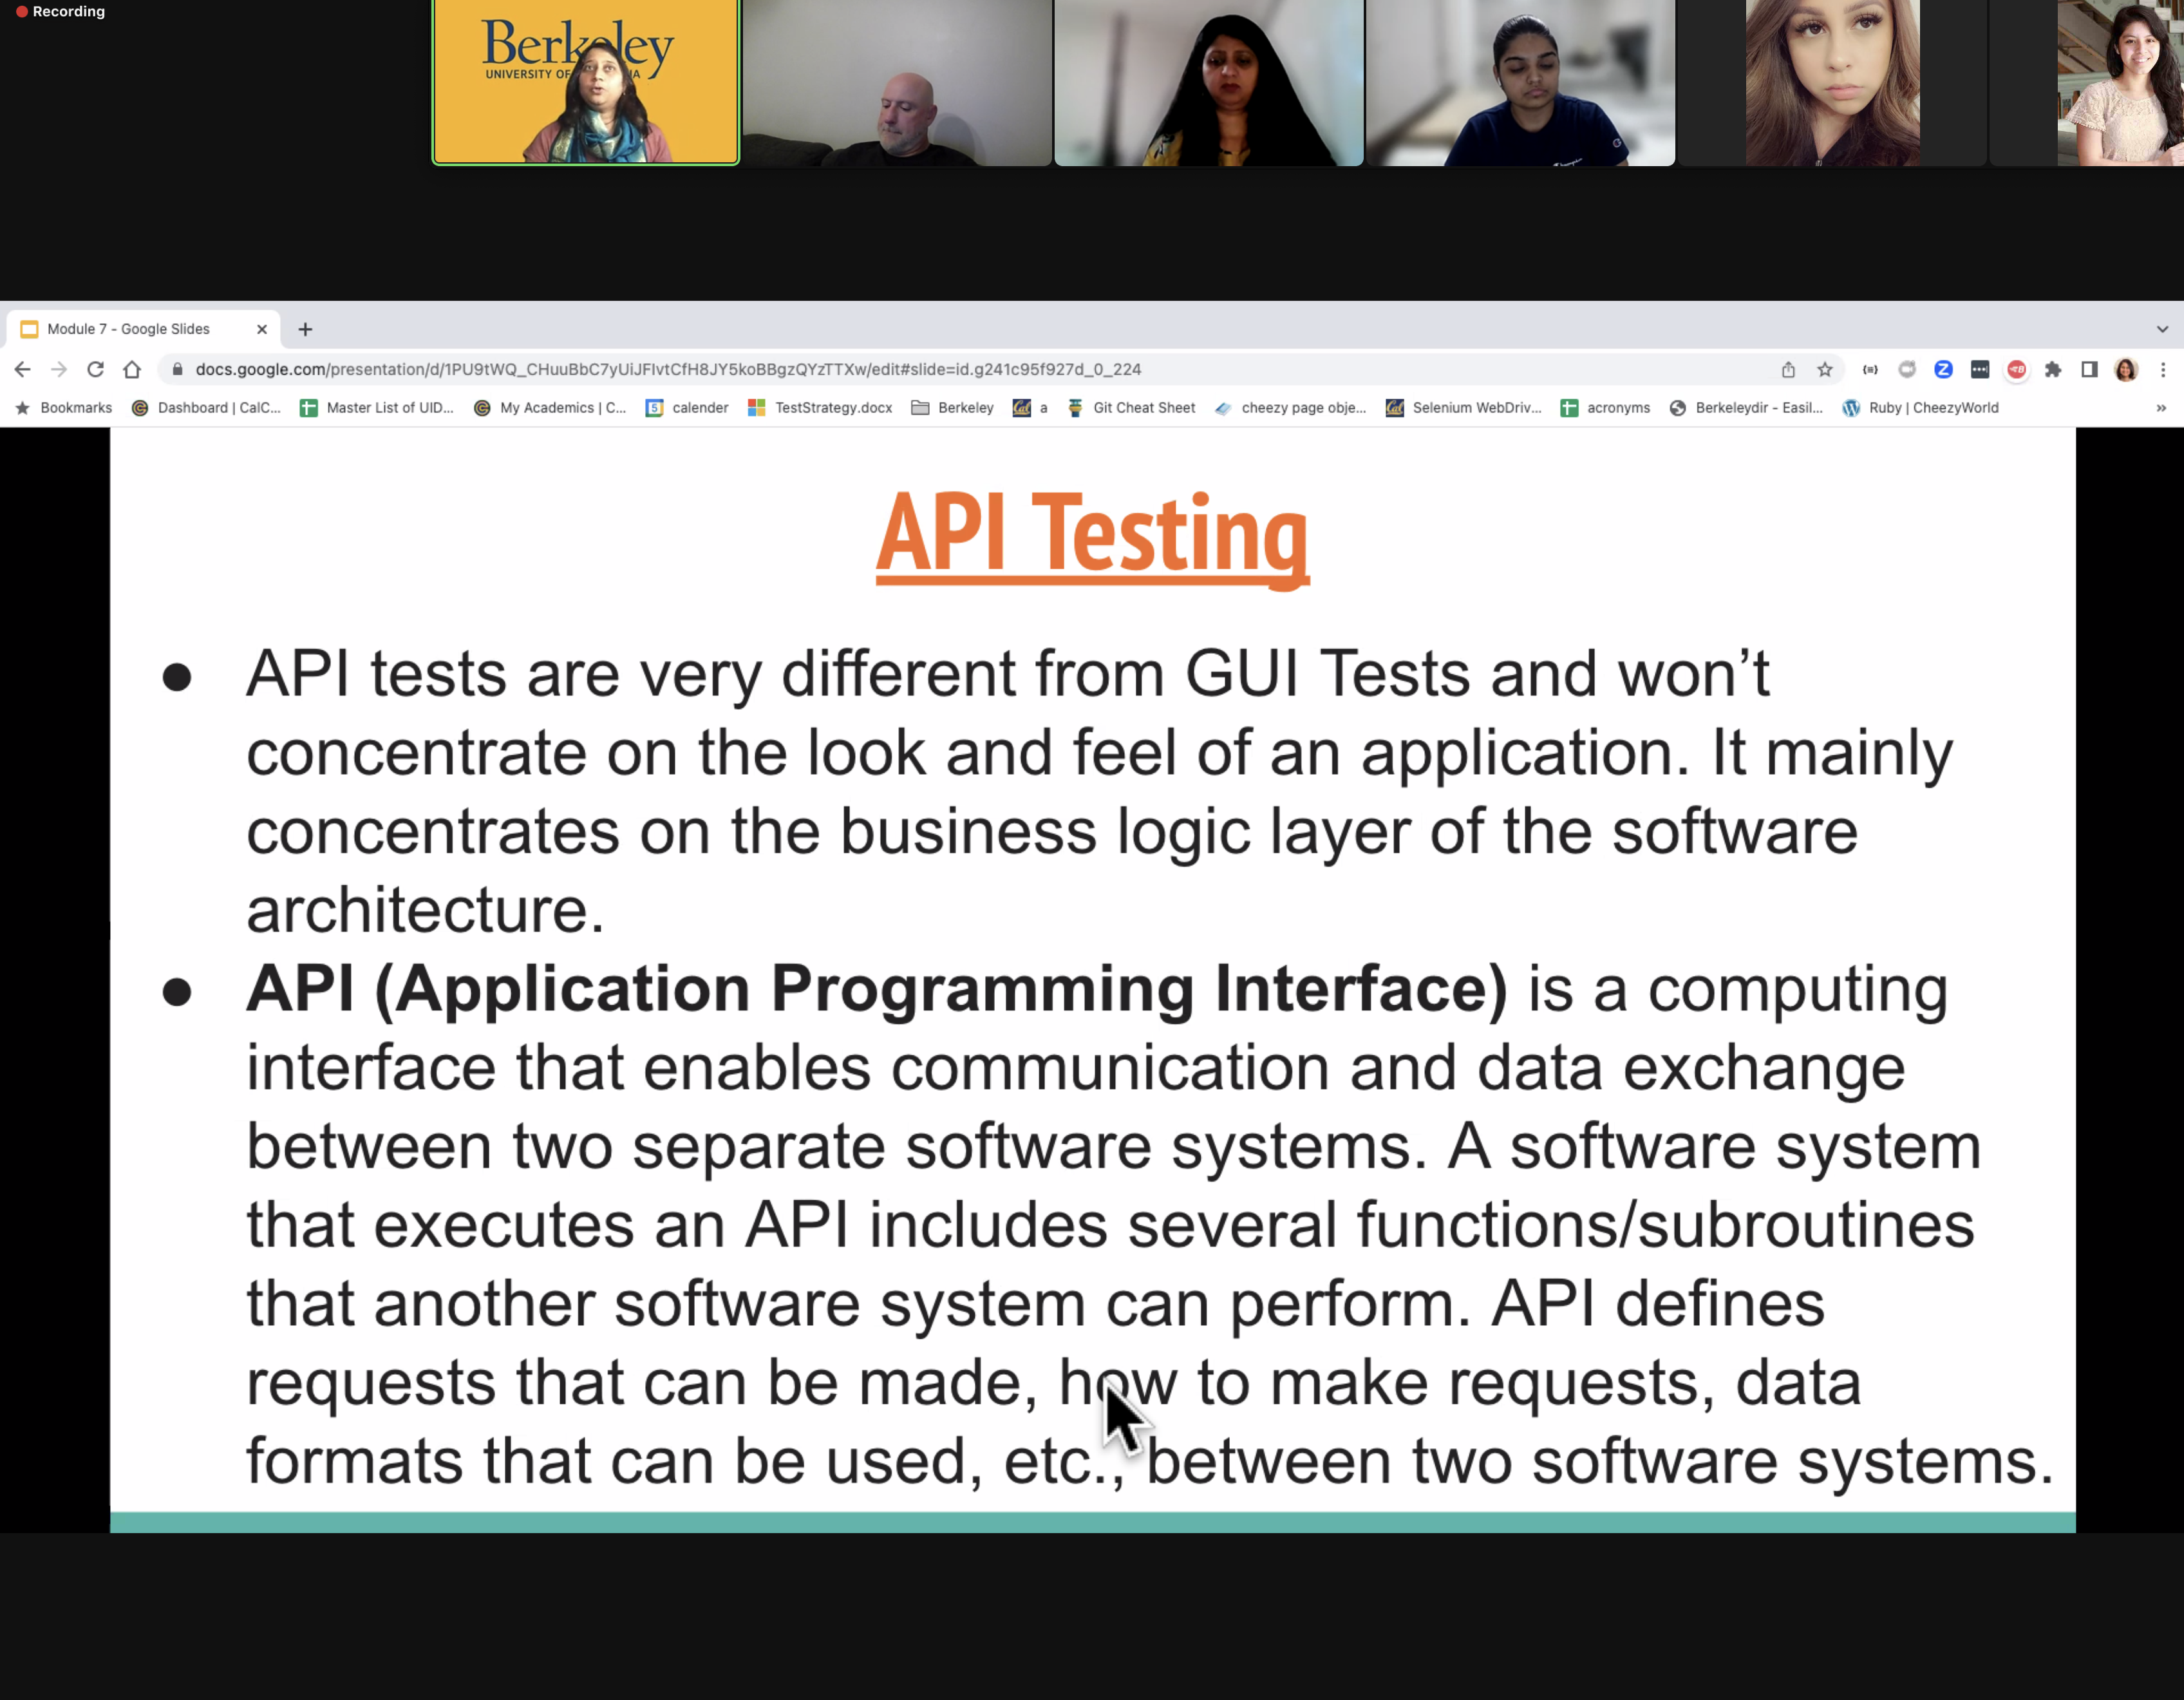 Recording
Berkeley
UNIVERSITY OF
Module 7 - Google Slides
docs.google.com/presentation/d/1PU9tWQ_CHuuBbC7yUiJFIvtCfH8JY5koBBgzQYzTTXw/edit#slide=id.g241c95f927d_0_224
Bookmarks Dashboard | CalC... Master List of UID... My Academics | C... calender TestStrategy.docx Berkeley a Git Cheat Sheet cheezy page obje... Selenium WebDriv... acronyms Berkeleydir - Easil... Ruby | CheezyWorld »
API Testing
● API tests are very different from GUI Tests and won’t
concentrate on the look and feel of an application. It mainly
concentrates on the business logic layer of the software
architecture.
● API (Application Programming Interface) is a computing
interface that enables communication and data exchange
between two separate software systems. A software system
that executes an API includes several functions/subroutines
that another software system can perform. API defines
requests that can be made, how to make requests, data
formats that can be used, etc., between two software systems.